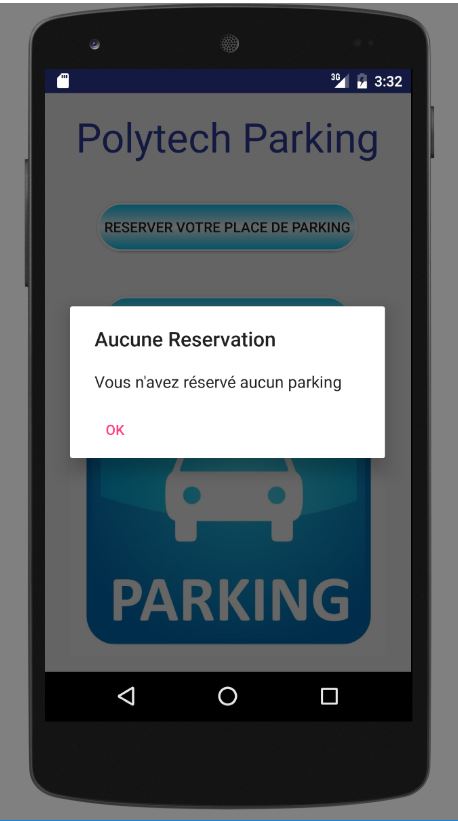 3G 3:32
Polytech Parking
RESERVER VOTRE PLACE DE PARKING
Aucune Reservation
Vous n'avez réservé aucun parking
OK
PARKING